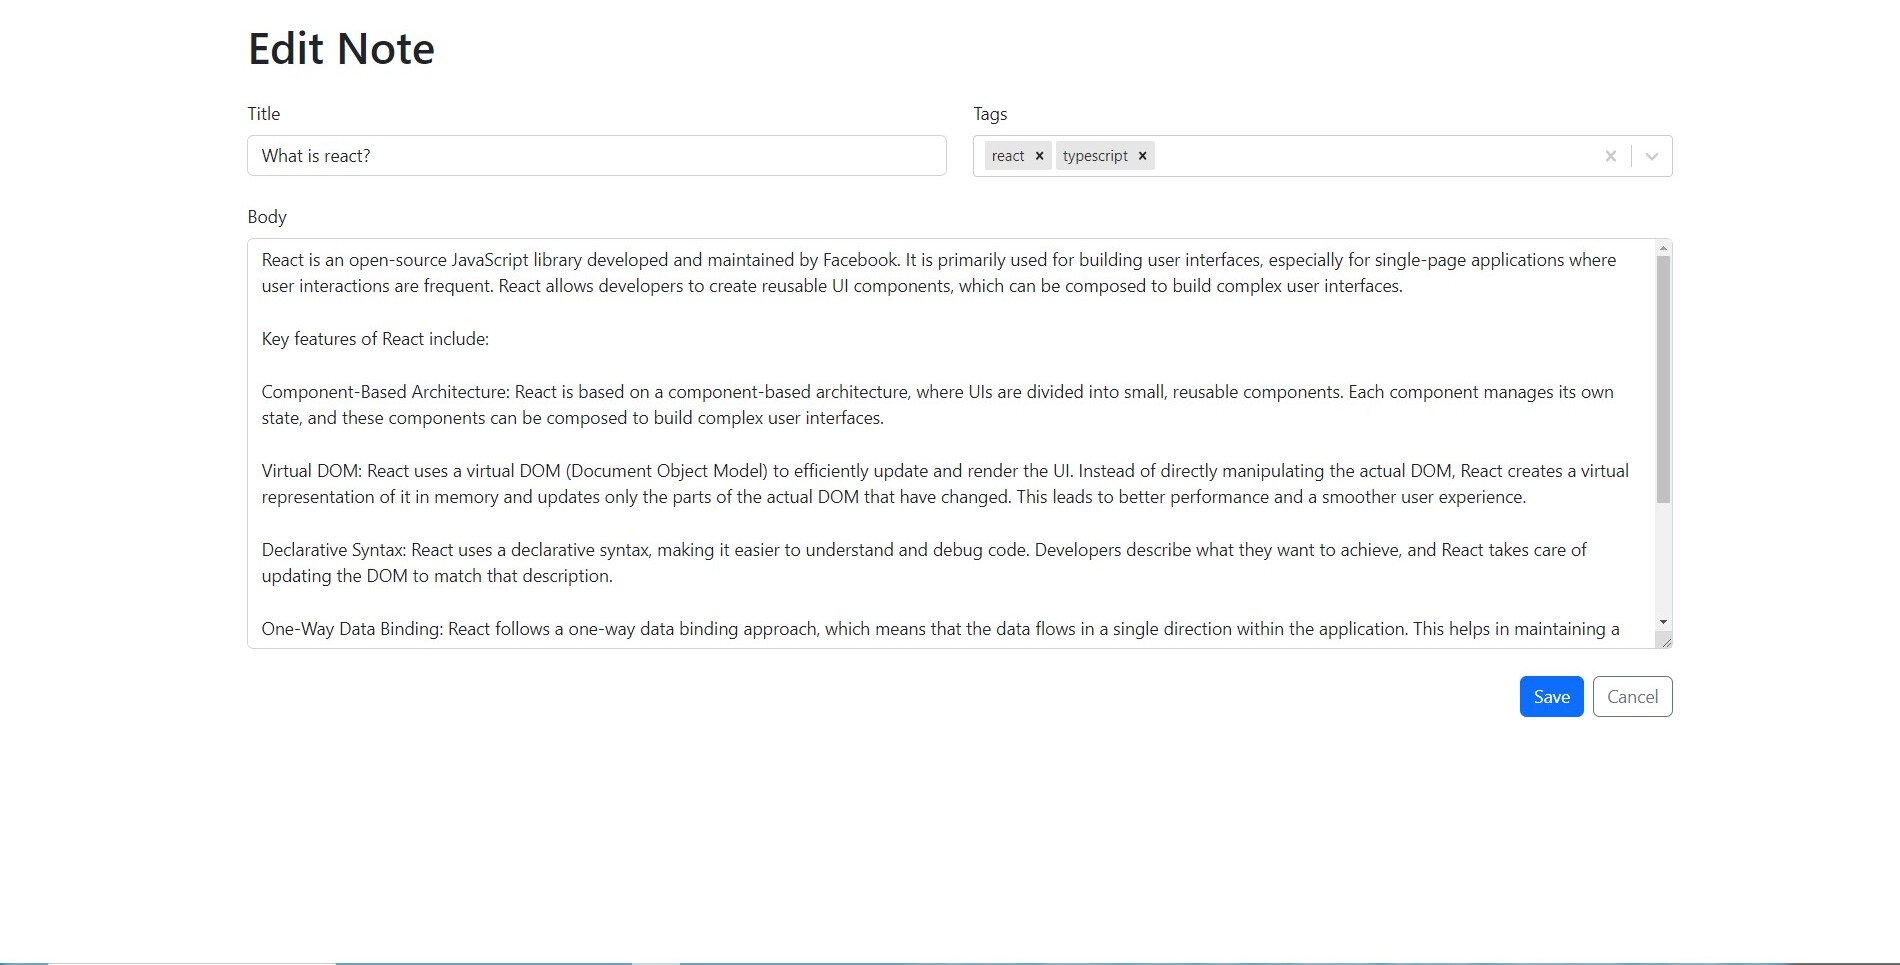 Edit Note
Title
Tags
What is react?
react × typescript ×
Body
React is an open-source JavaScript library developed and maintained by Facebook. It is primarily used for building user interfaces, especially for single-page applications where
user interactions are frequent. React allows developers to create reusable UI components, which can be composed to build complex user interfaces.
Key features of React include:
Component-Based Architecture: React is based on a component-based architecture, where UIs are divided into small, reusable components. Each component manages its own
state, and these components can be composed to build complex user interfaces.
Virtual DOM: React uses a virtual DOM (Document Object Model) to efficiently update and render the UI. Instead of directly manipulating the actual DOM, React creates a virtual
representation of it in memory and updates only the parts of the actual DOM that have changed. This leads to better performance and a smoother user experience.
Declarative Syntax: React uses a declarative syntax, making it easier to understand and debug code. Developers describe what they want to achieve, and React takes care of
updating the DOM to match that description.
One-Way Data Binding: React follows a one-way data binding approach, which means that the data flows in a single direction within the application. This helps in maintaining a
Save
Cancel